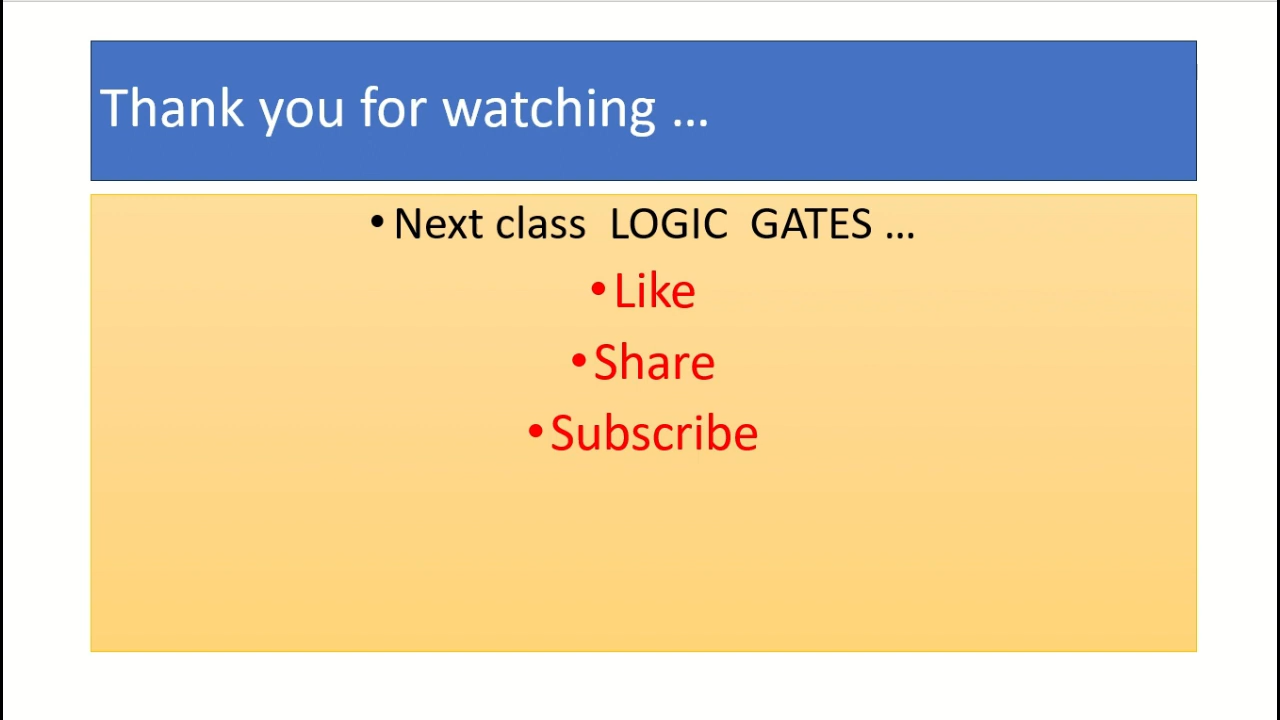 Thank you for watching ...
• Next class LOGIC GATES ...
• Like
• Share
• Subscribe